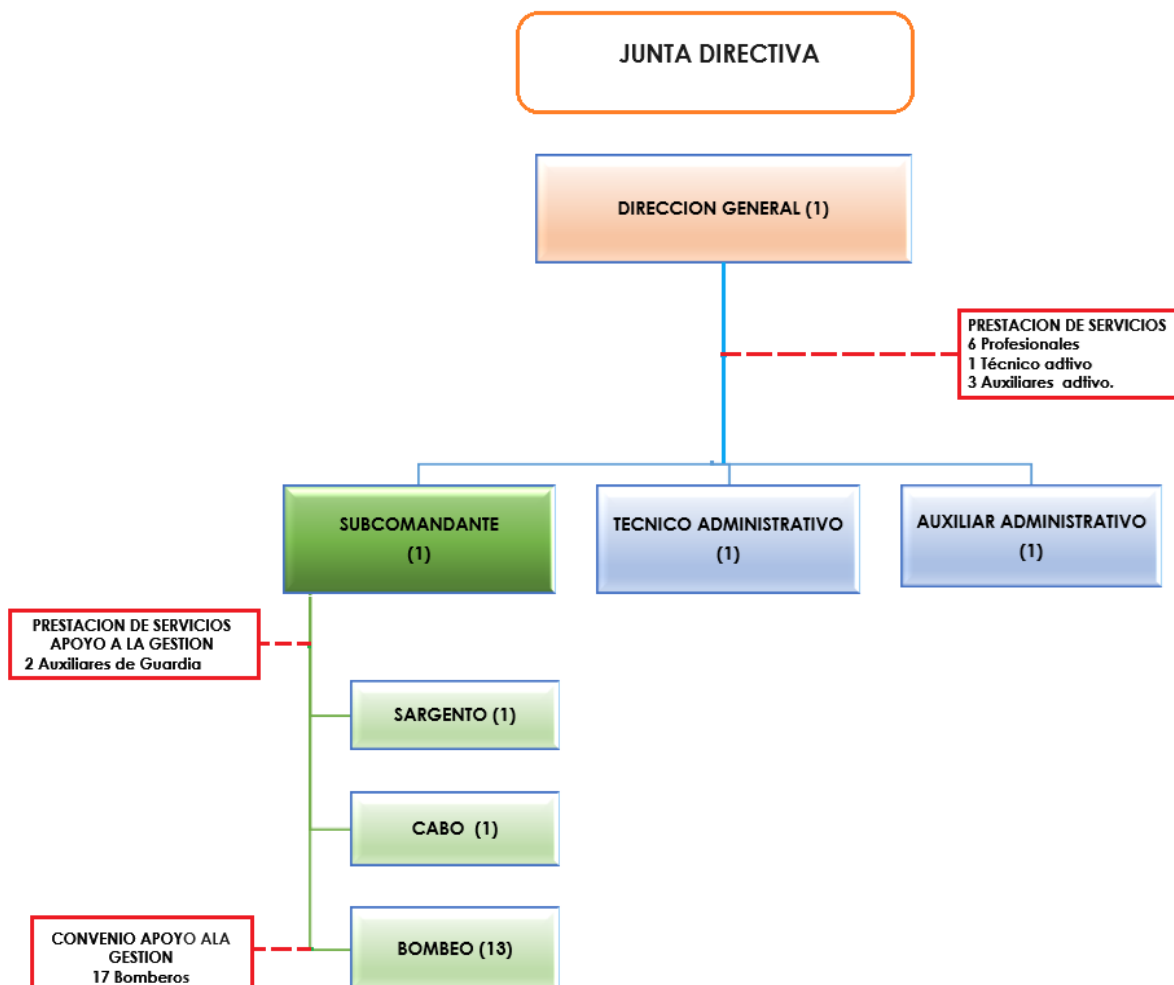 JUNTA DIRECTIVA
DIRECCION GENERAL (1)
PRESTACION DE SERVICIOS
6 Profesionales
1 Técnico adtivo
3 Auxiliares adtivo.
SUBCOMANDANTE
(1)
TECNICO ADMINISTRATIVO
(1)
AUXILIAR ADMINISTRATIVO
(1)
PRESTACION DE SERVICIOS
APOYO A LA GESTION
2 Auxiliares de Guardia
SARGENTO (1)
CABO (1)
BOMBEO (13)
CONVENIO APOYO ALA
GESTION
17 Bomberos